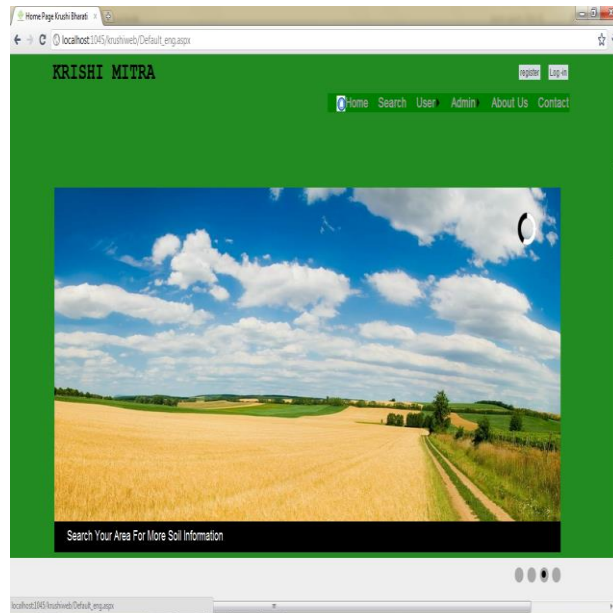 Home Page Krushi Bharati
localhost:1045/krushiweb/Default_eng.aspx
KRISHI MITRA
register Log-in
Home Search User Admin About Us Contact
Search Your Area For More Soil Information
localhost:1045/krushiweb/Default_eng.aspx